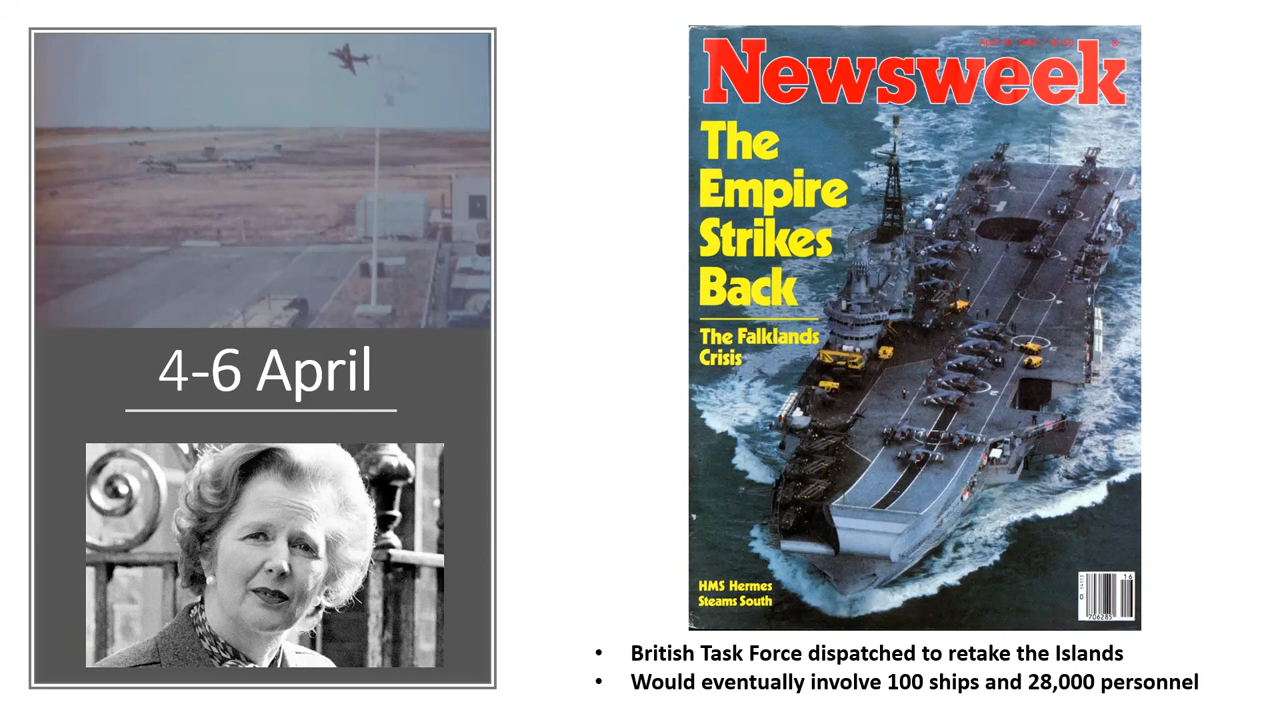 4-6 April
Newsweek
The
Empire
Strikes
Back
The Falklands
Crisis
HMS Hermes
Steams South
16
• British Task Force dispatched to retake the Islands
• Would eventually involve 100 ships and 28,000 personnel